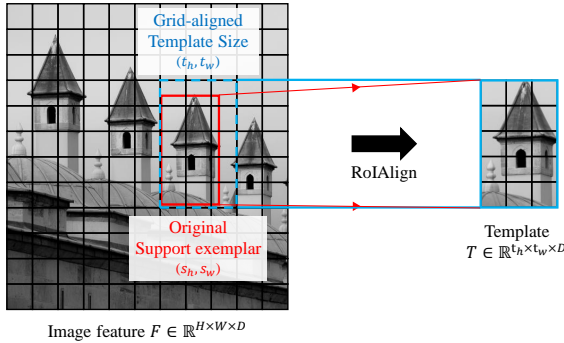 Grid-aligned
Template Size
(t_h, t_w)
RoIAlign
Original
Support exemplar
(s_h, s_w)
Template
T ∈ ℝ^{t_h×t_w×D}
Image feature F ∈ ℝ^{H×W×D}